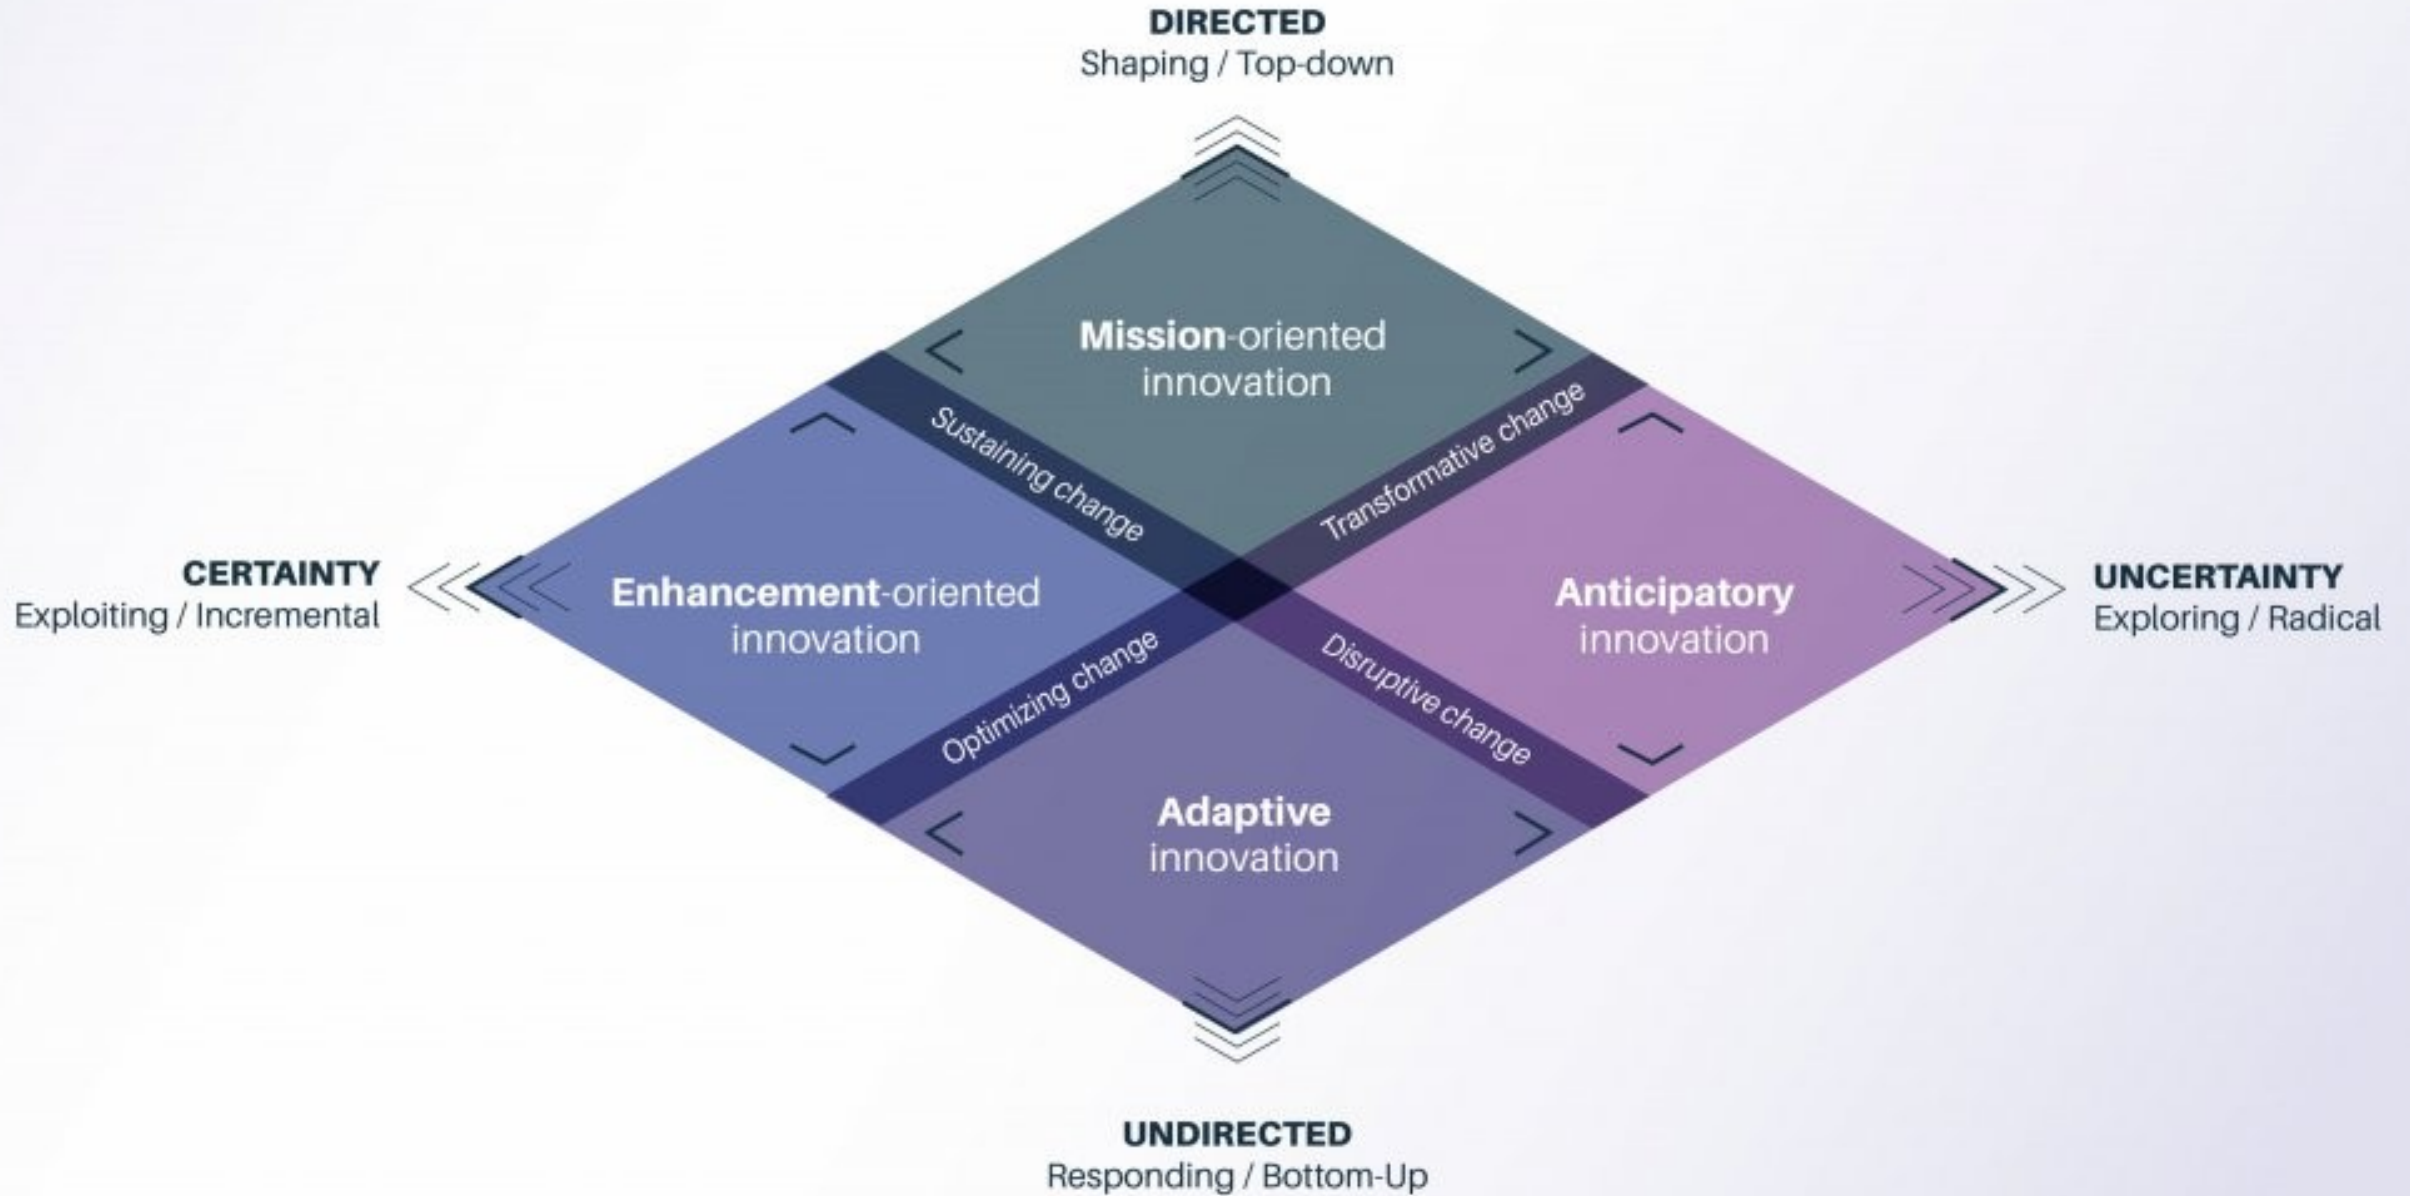 DIRECTED
Shaping / Top-down
Mission-oriented
innovation
Sustaining change
Transformative change
CERTAINTY
Exploiting / Incremental
Enhancement-oriented
innovation
Anticipatory
innovation
UNCERTAINTY
Exploring / Radical
Optimizing change
Disruptive change
Adaptive
innovation
UNDIRECTED
Responding / Bottom-Up